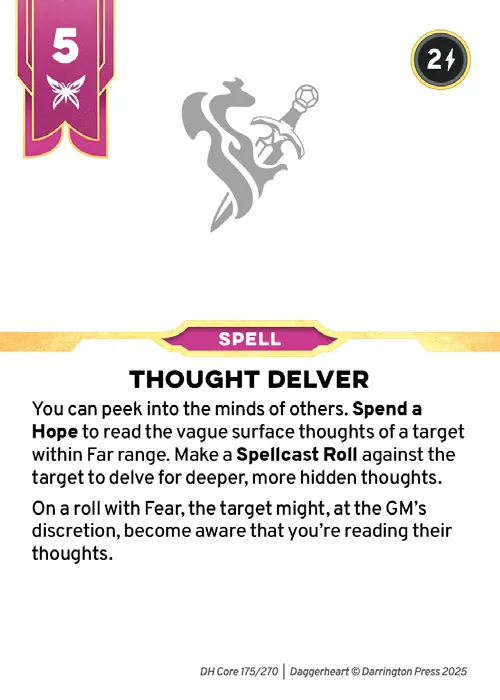 5
2
SPELL
THOUGHT DELVER
You can peek into the minds of others. Spend a
Hope to read the vague surface thoughts of a target
within Far range. Make a Spellcast Roll against the
target to delve for deeper, more hidden thoughts.
On a roll with Fear, the target might, at the GM's
discretion, become aware that you're reading their
thoughts.
DH Core 175/270 | Daggerheart © Darrington Press 2025